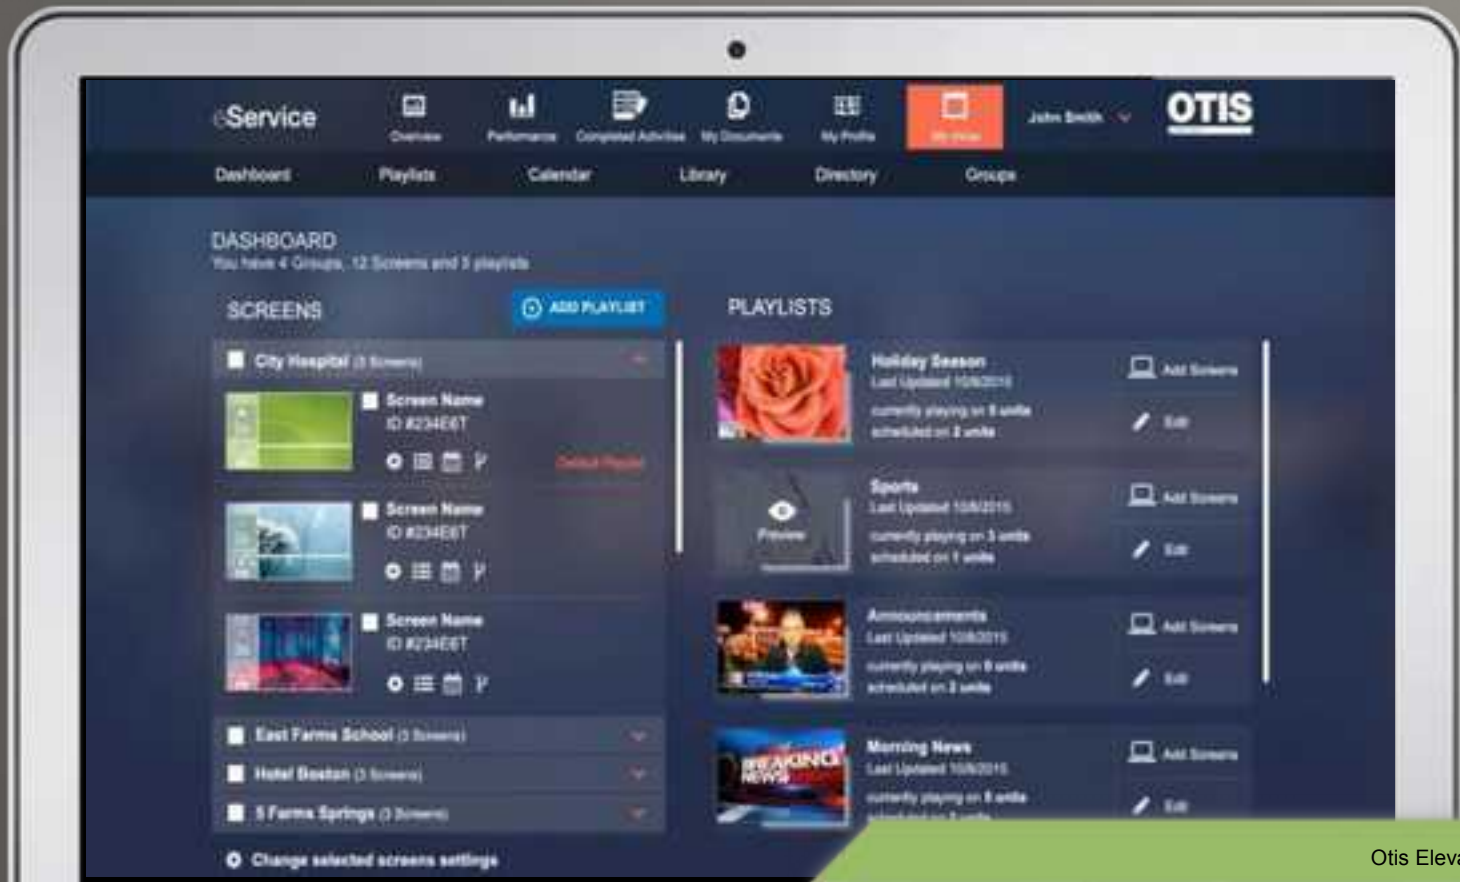 eService
Overview
Performance
Completed Activities
My Documents
My Profile
John Smith
OTIS
Dashboard
Playlists
Calendar
Library
Directory
Groups
DASHBOARD
You have 4 Groups, 12 Screens and 5 playlists
SCREENS
ADD PLAYLIST
City Hospital (3 Screens)
Screen Name
ID #234E6T
Screen Name
ID #234E6T
Screen Name
ID #234E6T
East Farms School (3 Screens)
Hotel Boston (3 Screens)
5 Farms Springs (3 Screens)
Change selected screens settings
PLAYLISTS
Holiday Season
Last Updated 10/8/2015
currently playing on 5 units
scheduled on 2 units
Add Screens
Edit
Sports
Last Updated 10/8/2015
Preview
currently playing on 3 units
scheduled on 1 units
Add Screens
Edit
Announcements
Last Updated 10/8/2015
currently playing on units
scheduled on 2 units
Add Screens
Edit
Morning News
Last Updated 10/8/2015
currently playing on units
Add Screens
Edit
BREAKING
NEWS
Otis Eleva